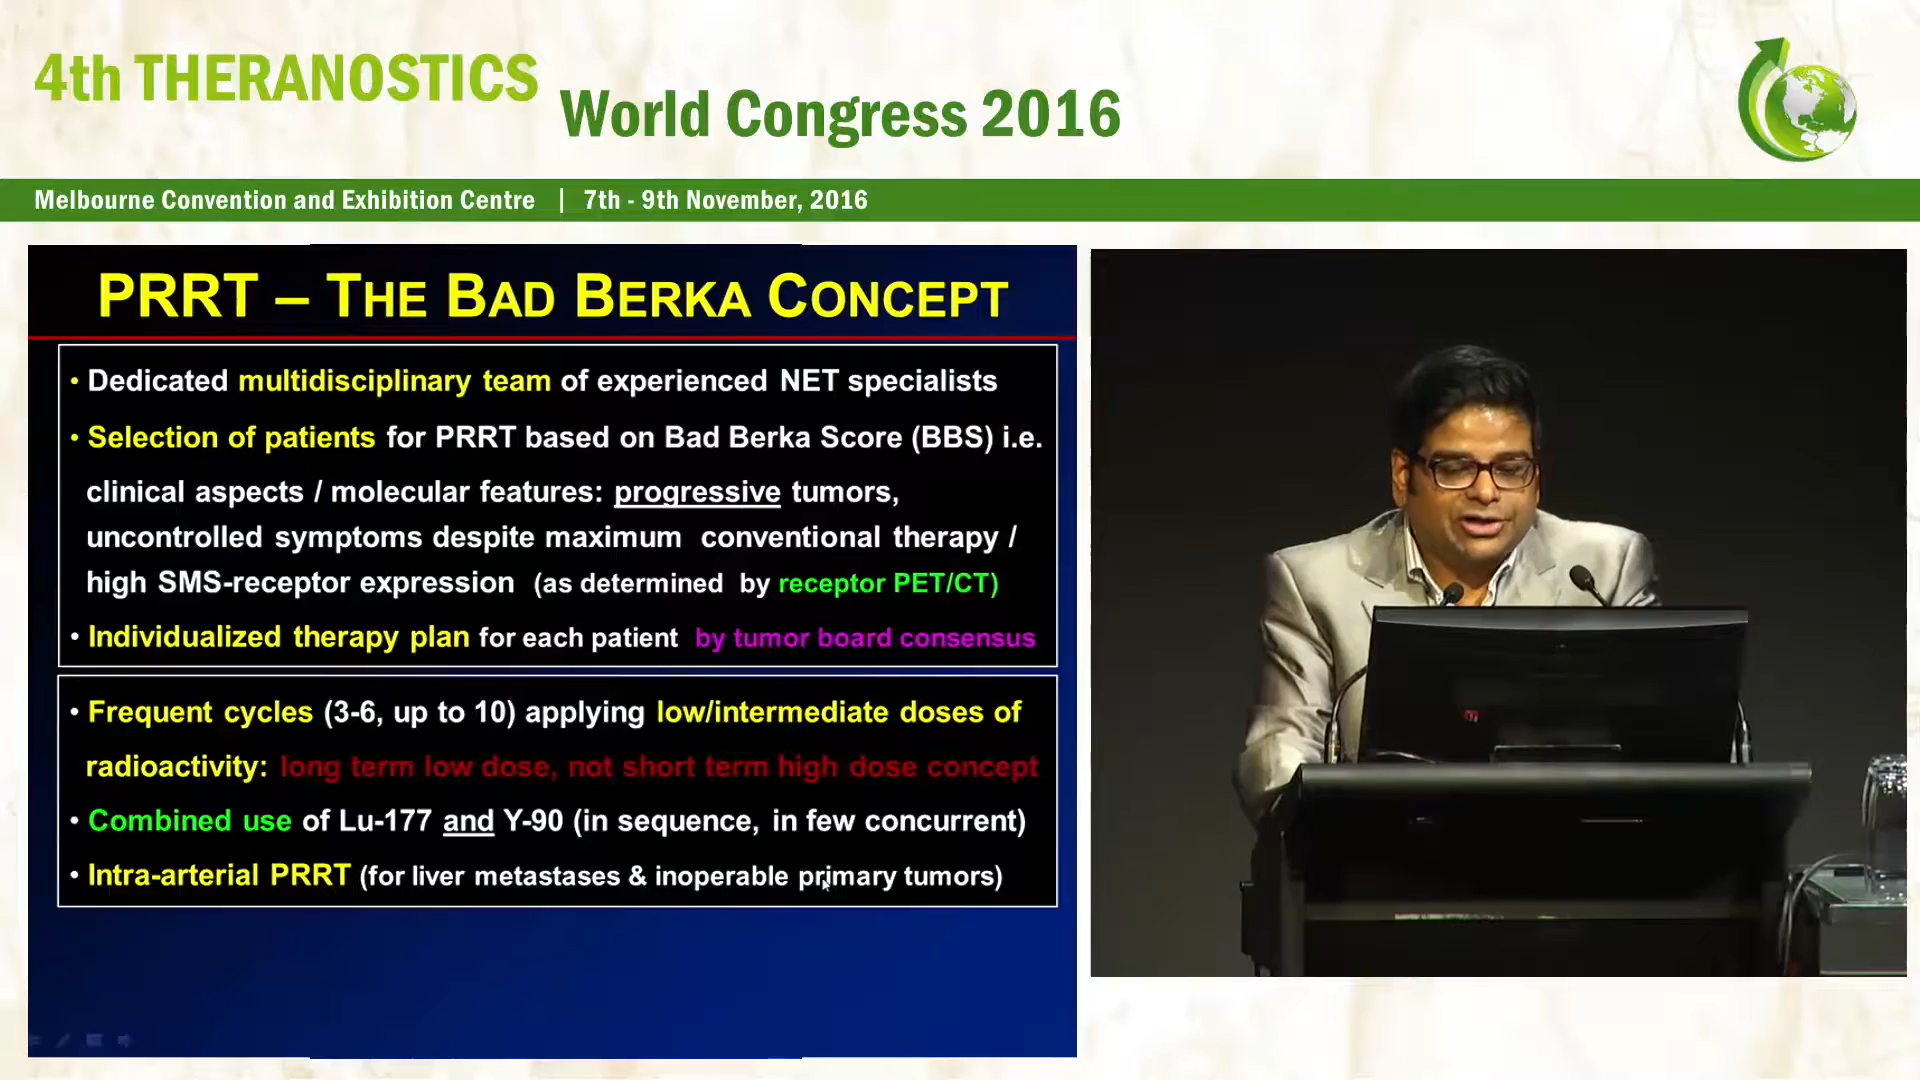 4th THERANOSTICS
World Congress 2016
Melbourne Convention and Exhibition Centre | 7th - 9th November, 2016
PRRT – THE BAD BERKA CONCEPT
• Dedicated multidisciplinary team of experienced NET specialists
• Selection of patients for PRRT based on Bad Berka Score (BBS) i.e.
clinical aspects / molecular features: progressive tumors,
uncontrolled symptoms despite maximum conventional therapy /
high SMS-receptor expression (as determined by receptor PET/CT)
• Individualized therapy plan for each patient by tumor board consensus
• Frequent cycles (3-6, up to 10) applying low/intermediate doses of
radioactivity: long term low dose, not short term high dose concept
• Combined use of Lu-177 and Y-90 (in sequence, in few concurrent)
• Intra-arterial PRRT (for liver metastases & inoperable primary tumors)